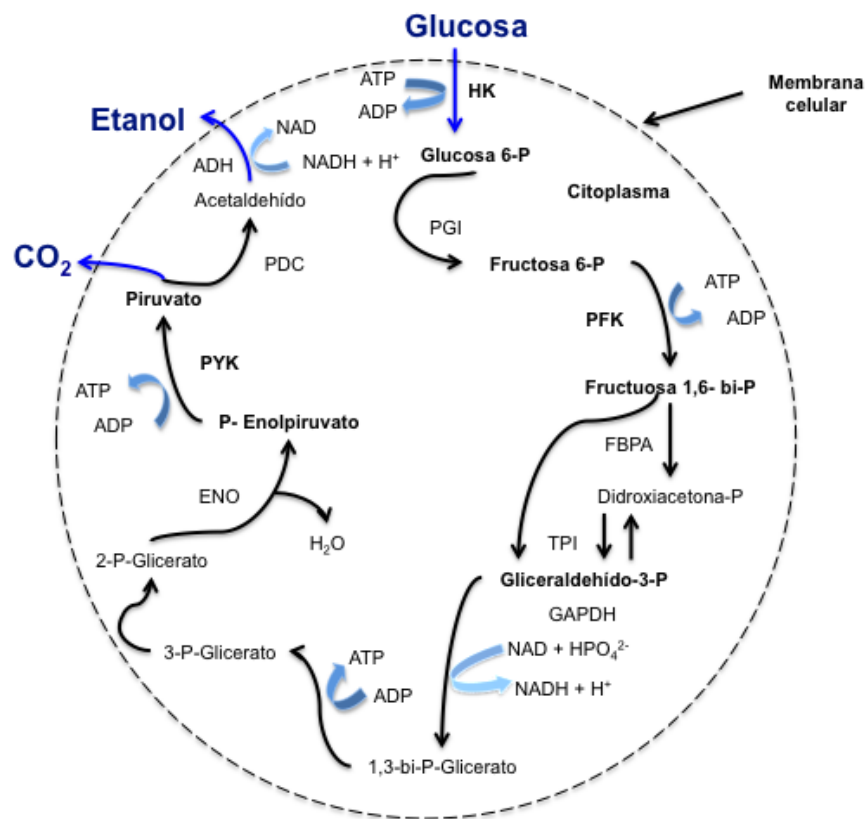 Glucosa
ATP
ADP
HK
Membrana
celular
Etanol
NAD
NADH + H⁺
ADH
Acetaldehído
Glucosa 6-P
Citoplasma
PGI
CO₂
PDC
Fructosa 6-P
Piruvato
ATP
ADP
PFK
PYK
ATP
ADP
Fructuosa 1,6- bi-P
P- Enolpiruvato
FBPA
ENO
Didroxiacetona-P
H₂O
TPI
2-P-Glicerato
Gliceraldehído-3-P
GAPDH
NAD + HPO₄²⁻
NADH + H⁺
3-P-Glicerato
ATP
ADP
1,3-bi-P-Glicerato